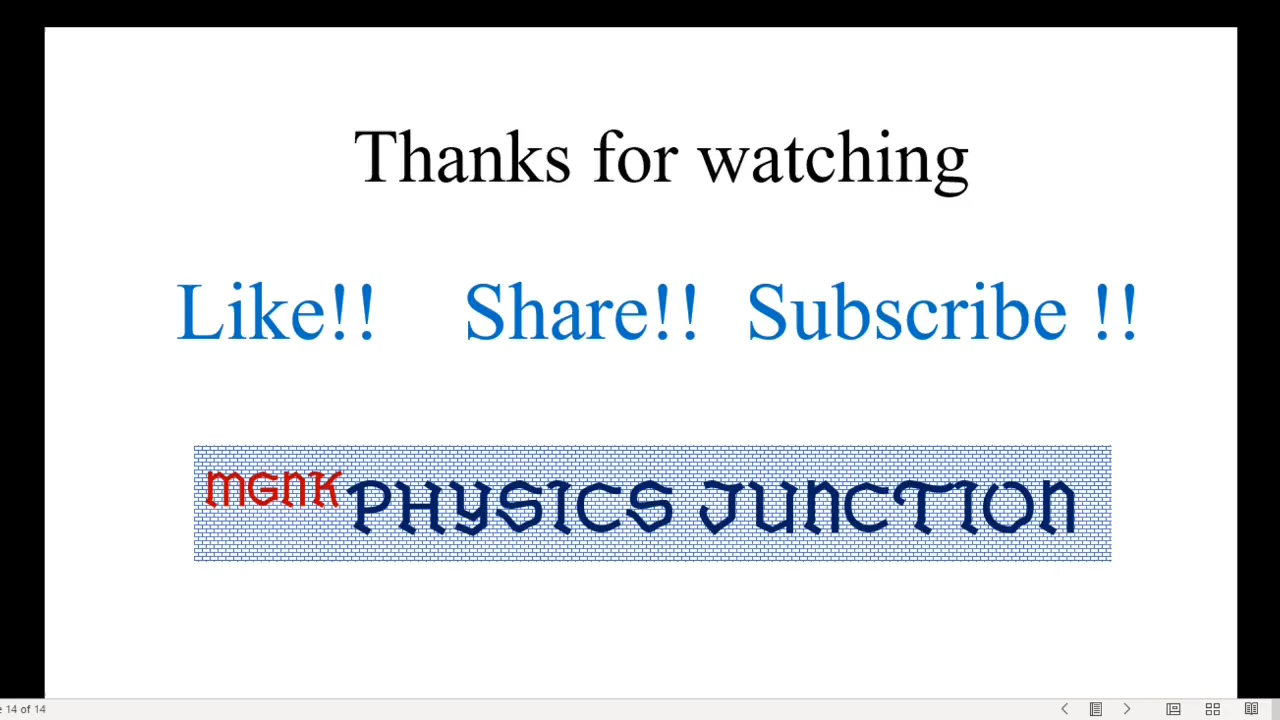 Thanks for watching
Like!! Share!! Subscribe !!
MGNK PHYSICS JUNCTION
14 of 14